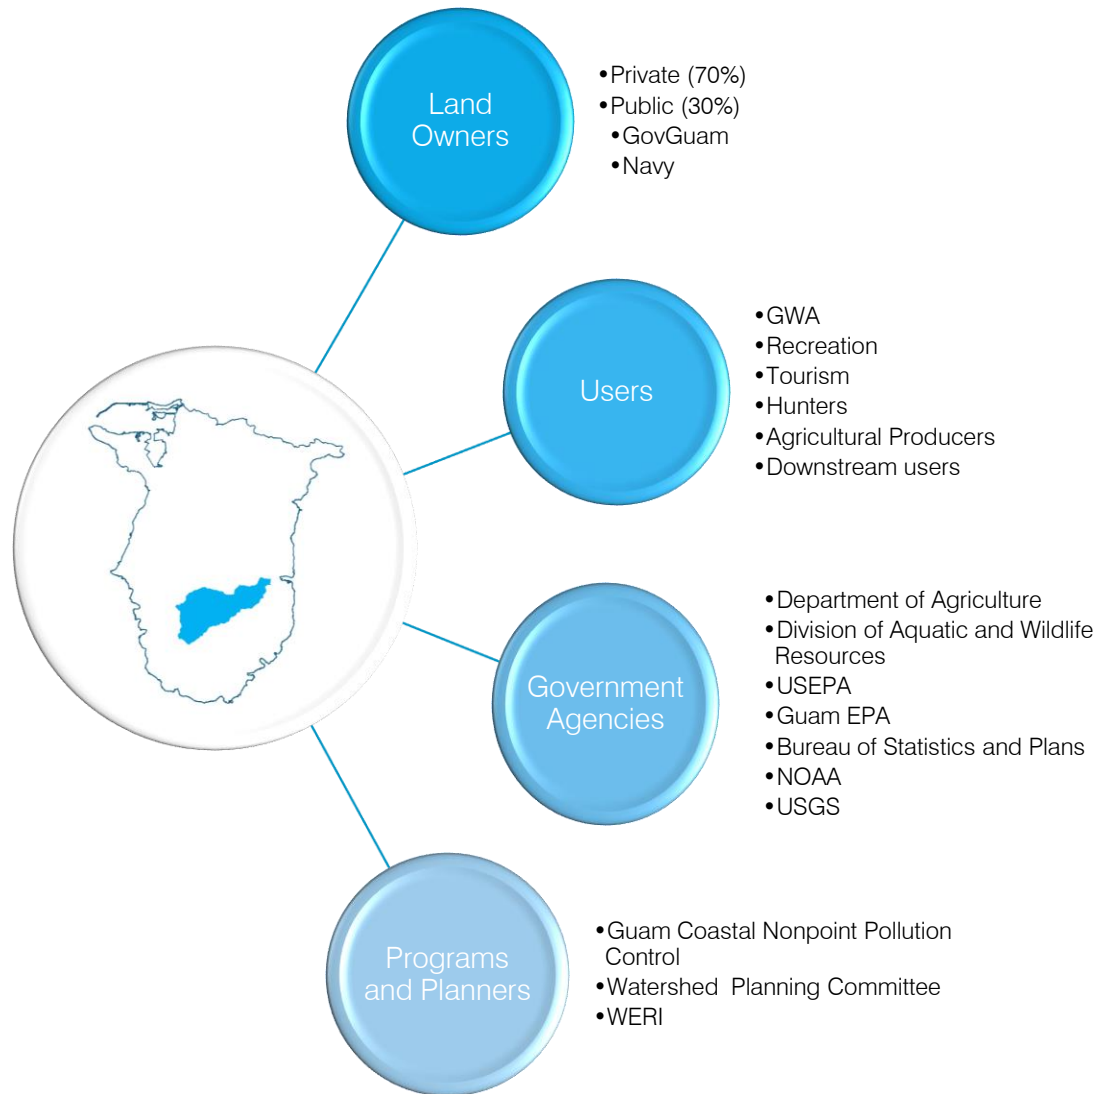 Land
Owners
•Private (70%)
•Public (30%)
•GovGuam
•Navy
Users
•GWA
•Recreation
•Tourism
•Hunters
•Agricultural Producers
•Downstream users
Government
Agencies
•Department of Agriculture
•Division of Aquatic and Wildlife
Resources
•USEPA
•Guam EPA
•Bureau of Statistics and Plans
•NOAA
•USGS
Programs
and Planners
•Guam Coastal Nonpoint Pollution
Control
•Watershed  Planning Committee
•WERI